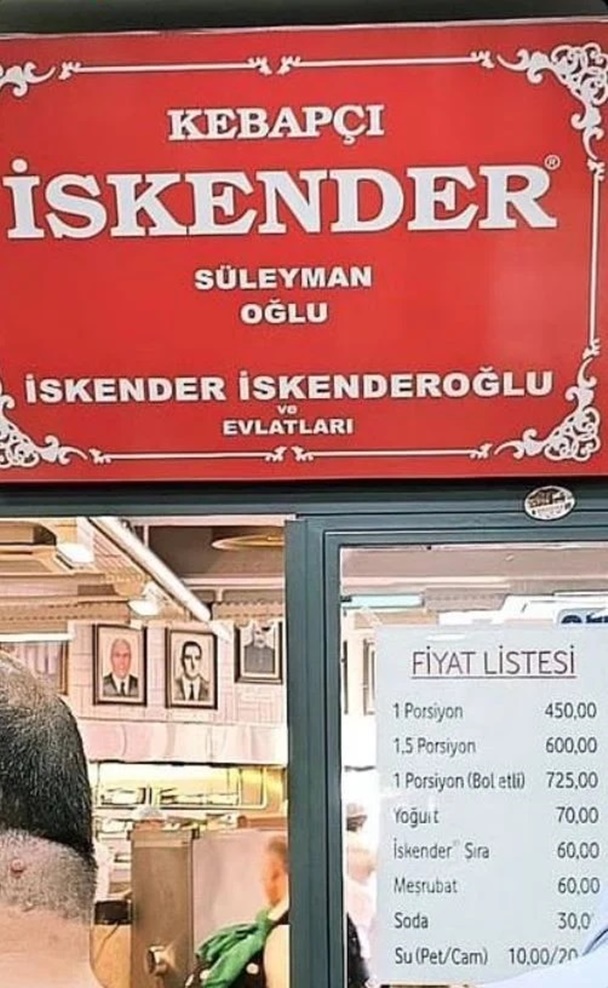 KEBAPÇI
İSKENDER®
SÜLEYMAN
OĞLU
İSKENDER İSKENDEROĞLU
ve
EVLATLARI
FİYAT LİSTESİ
1 Porsiyon 450,00
1,5 Porsiyon 600,00
1 Porsiyon (Bol etli) 725,00
Yoğurt 70,00
İskender® Şıra 60,00
Meşrubat 60,00
Soda 30,0
Su (Pet/Cam) 10,00/20